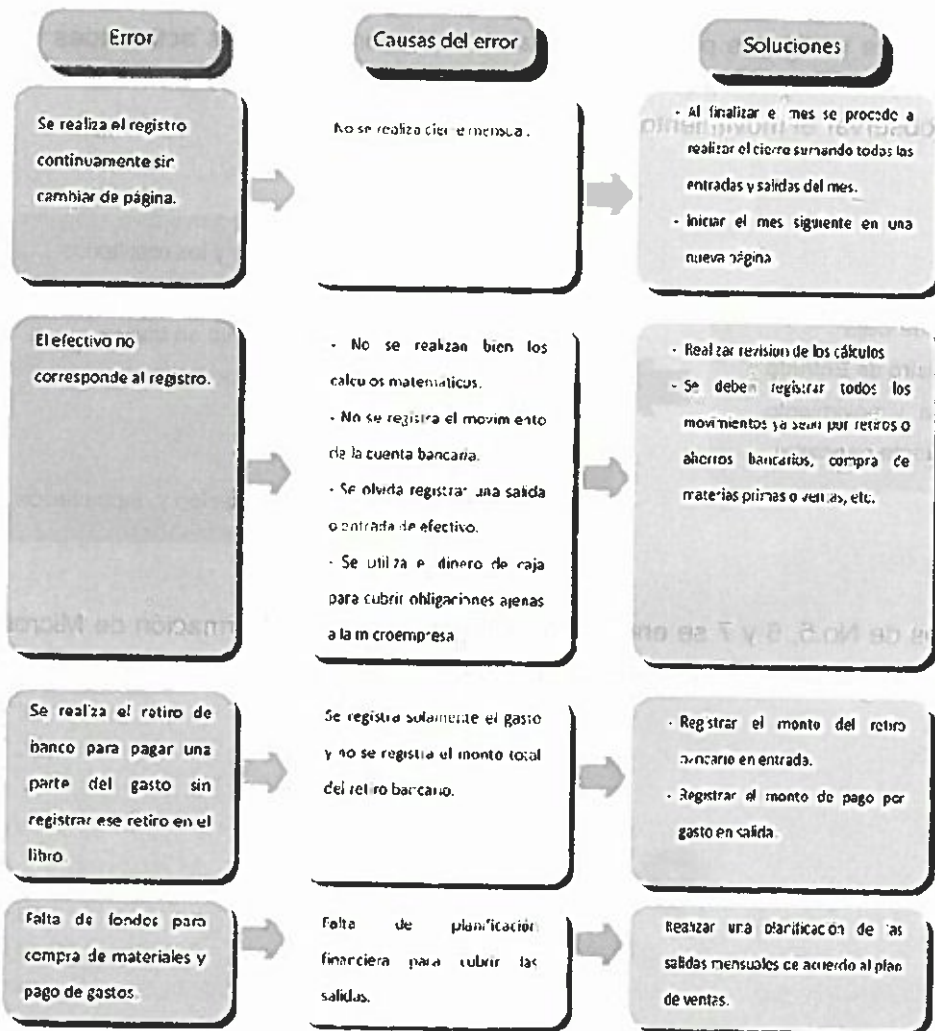 Error
Causas del error
Soluciones
Se realiza el registro
continuamente sin
cambiar de página.
No se realiza cierre mensual.
- Al finalizar el mes se procede a
realizar el cierre sumando todas las
entradas y salidas del mes.
- Iniciar el mes siguiente en una
nueva página
El efectivo no
corresponde al registro.
- No se realizan bien los
calculos matematicos.
- No se registra el movimiento
de la cuenta bancaria.
- Se olvida registrar una salida
o entrada de efectivo.
- Se utiliza el dinero de caja
para cubrir obligaciones ajenas
a la microempresa
- Realizar revision de los cálculos
- Se deben registrar todos los
movimientos ya sean por retiros o
ahorros bancarios, compra de
materias primas o ventas, etc.
Se realiza el retiro de
banco para pagar una
parte del gasto sin
registrar ese retiro en el
libro.
Se registra solamente el gasto
y no se registra el monto total
del retiro bancario.
- Registrar el monto del retiro
bancario en entrada.
- Registrar el monto de pago por
gasto en salida.
Falta de fondos para
compra de materiales y
pago de gastos.
Falta de planificación
financiera para cubrir las
salidas.
Realizar una planificación de las
salidas mensuales de acuerdo al plan
de ventas.